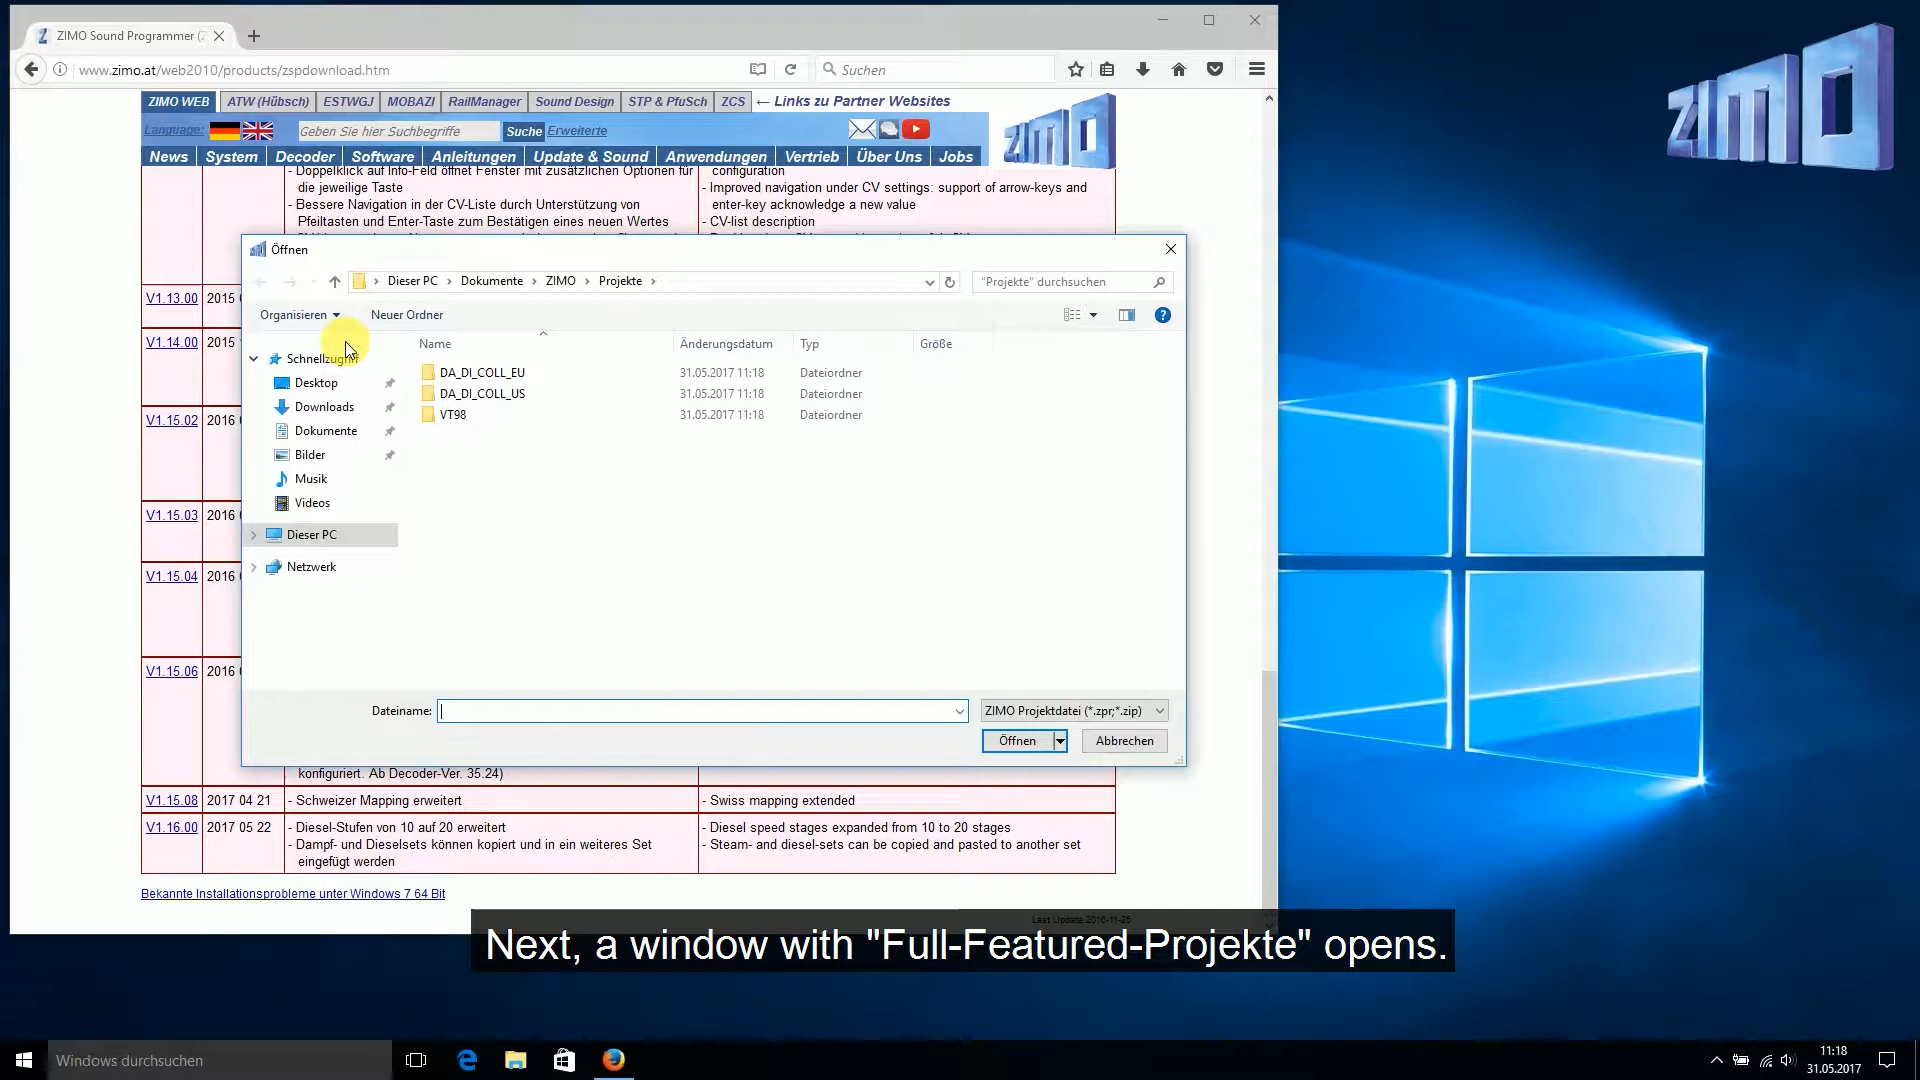 ZIMO Sound Programmer (Z
www.zimo.at/web2010/products/zspdownload.htm
Suchen
ZIMO
ZIMO WEB ATW (Hübsch) ESTWGJ MOBAZI RailManager Sound Design STP & PfuSch ZCS ← Links zu Partner Websites
Language: Geben Sie hier Suchbegriffe Suche Erweiterte
ZIMO
News System Decoder Software Anleitungen Update & Sound Anwendungen Vertrieb Über Uns Jobs
- Doppelklick auf Info-Feld öffnet Fenster mit zusätzlichen Optionen für configuration
die jeweilige Taste - Improved navigation under CV settings: support of arrow-keys and
- Bessere Navigation in der CV-Liste durch Unterstützung von enter-key acknowledge a new value
Pfeiltasten und Enter-Taste zum Bestätigen eines neuen Wertes - CV-list description
Öffnen
Dieser PC Dokumente ZIMO Projekte "Projekte" durchsuchen
Organisieren Neuer Ordner
Name Änderungsdatum Typ Größe
Schnellzugriff
DA_DI_COLL_EU 31.05.2017 11:18 Dateiordner
Desktop
DA_DI_COLL_US 31.05.2017 11:18 Dateiordner
Downloads
VT98 31.05.2017 11:18 Dateiordner
Dokumente
Bilder
Musik
Videos
Dieser PC
Netzwerk
Dateiname: ZIMO Projektdatei (*.zpr;*.zip)
Öffnen Abbrechen
V1.13.00 2015
V1.14.00 2015
V1.15.02 2016
V1.15.03 2016
V1.15.04 2016
V1.15.06 2016
konfiguriert. Ab Decoder-Ver. 35.24)
V1.15.08 2017 04 21 - Schweizer Mapping erweitert - Swiss mapping extended
V1.16.00 2017 05 22 - Diesel-Stufen von 10 auf 20 erweitert - Diesel speed stages expanded from 10 to 20 stages
- Dampf- und Dieselsets können kopiert und in ein weiteres Set - Steam- and diesel-sets can be copied and pasted to another set
eingefügt werden
Bekannte Installationsprobleme unter Windows 7 64 Bit
Last Update 2016-11-25
Next, a window with "Full-Featured-Projekte" opens.
Windows durchsuchen
11:18
31.05.2017